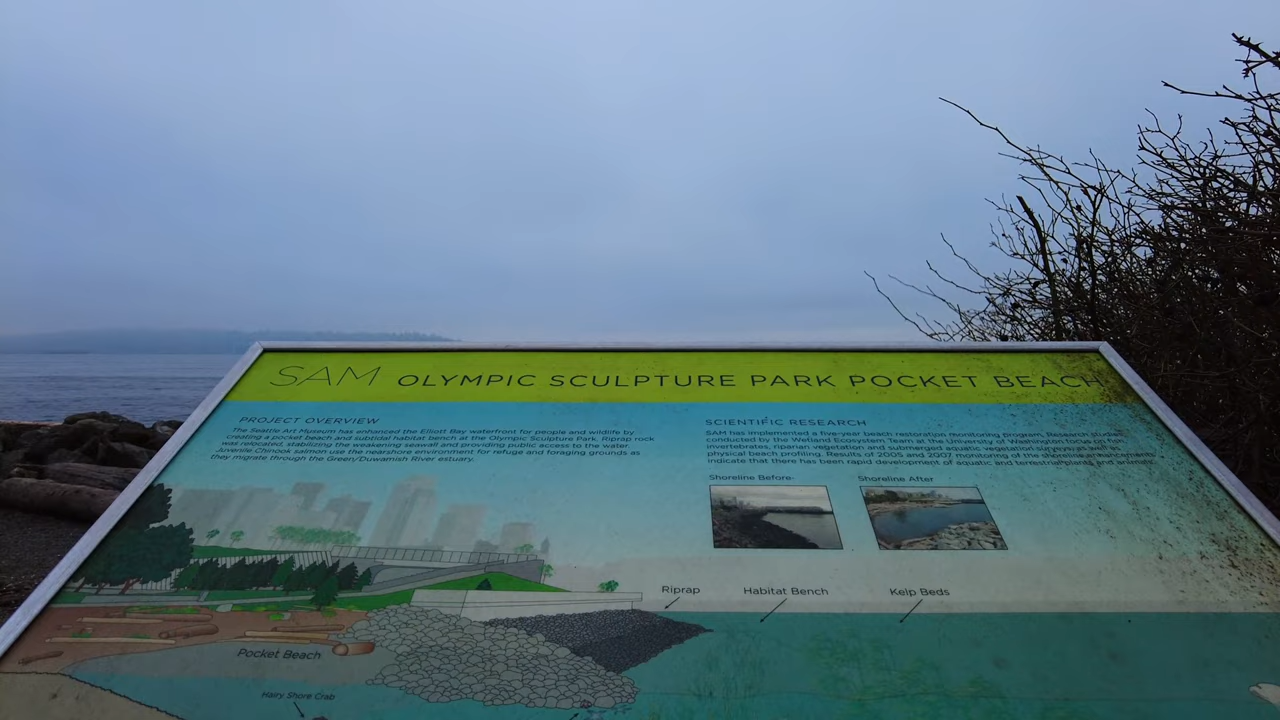 SAM OLYMPIC SCULPTURE PARK POCKET BEACH
PROJECT OVERVIEW
The Seattle Art Museum has enhanced the Elliott Bay waterfront for people and wildlife by
creating a pocket beach and subtidal habitat bench at the Olympic Sculpture Park. Riprap rock
was relocated, stabilizing the weakening seawall and providing public access to the water.
Juvenile Chinook salmon use the nearshore environment for refuge and foraging grounds as
they migrate through the Green/Duwamish River estuary.
SCIENTIFIC RESEARCH
SAM has implemented a five-year beach restoration monitoring program. Research studies
conducted by the Wetland Ecosystem Team at the University of Washington focus on fish,
invertebrates, riparian vegetation and submerged aquatic vegetation surveys as well as
physical beach profiling. Results of 2005 and 2007 monitoring of the shoreline enhancements
indicate that there has been rapid development of aquatic and terrestrial plants and animals.
Shoreline Before
Shoreline After
Riprap
Habitat Bench
Kelp Beds
Pocket Beach
Hairy Shore Crab